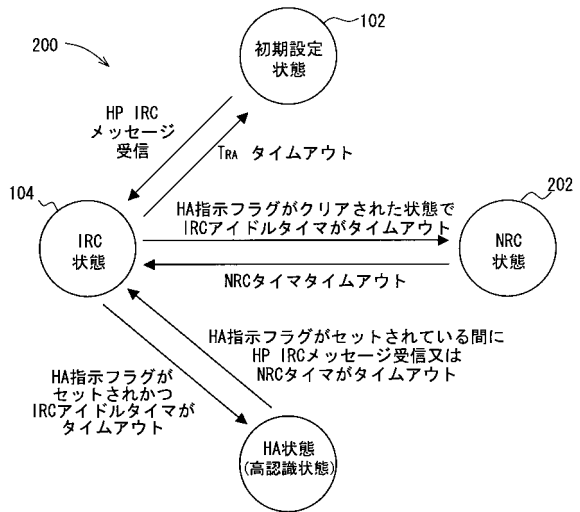 200
102
初期設定
状態
HP IRC
メッセージ
受信
TRA タイムアウト
104
IRC
状態
HA指示フラグがクリアされた状態で
IRCアイドルタイマがタイムアウト
202
NRC
状態
NRCタイマタイムアウト
HA指示フラグがセットされている間に
HP IRCメッセージ受信又は
NRCタイマがタイムアウト
HA指示フラグが
セットされかつ
IRCアイドルタイマが
タイムアウト
HA状態
(高認識状態)